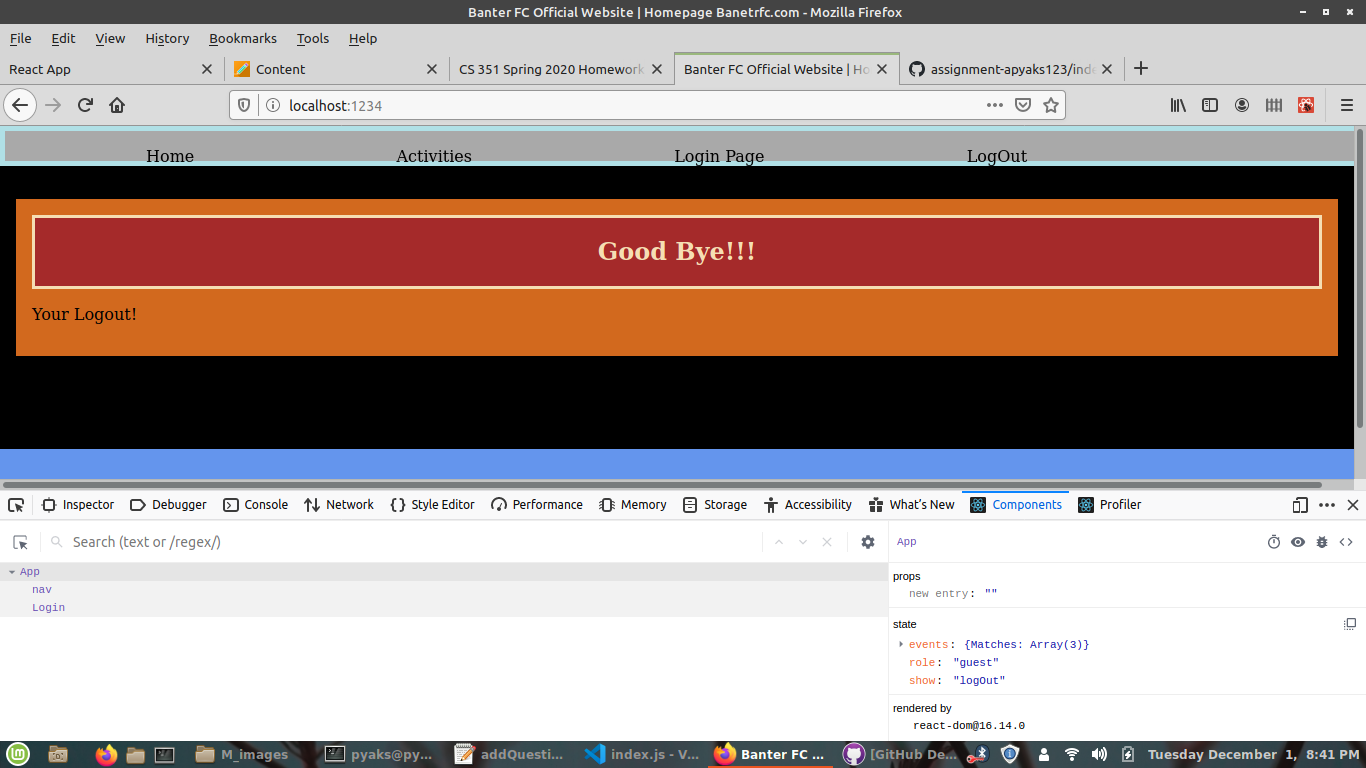 Banter FC Official Website | Homepage Banetrfc.com - Mozilla Firefox
File Edit View History Bookmarks Tools Help
React App Content CS 351 Spring 2020 Homework Banter FC Official Website | Ho assignment-apyaks123/inde
localhost:1234
Home Activities Login Page LogOut
Good Bye!!!
Your Logout!
Inspector Debugger Console Network Style Editor Performance Memory Storage Accessibility What's New Components Profiler
Search (text or /regex/)
App
App
nav
Login
props
new entry: ""
state
events: {Matches: Array(3)}
role: "guest"
show: "logOut"
rendered by
react-dom@16.14.0
M_images pyaks@py... addQuesti... index.js - V... Banter FC ... [GitHub De... Tuesday December 1, 8:41 PM